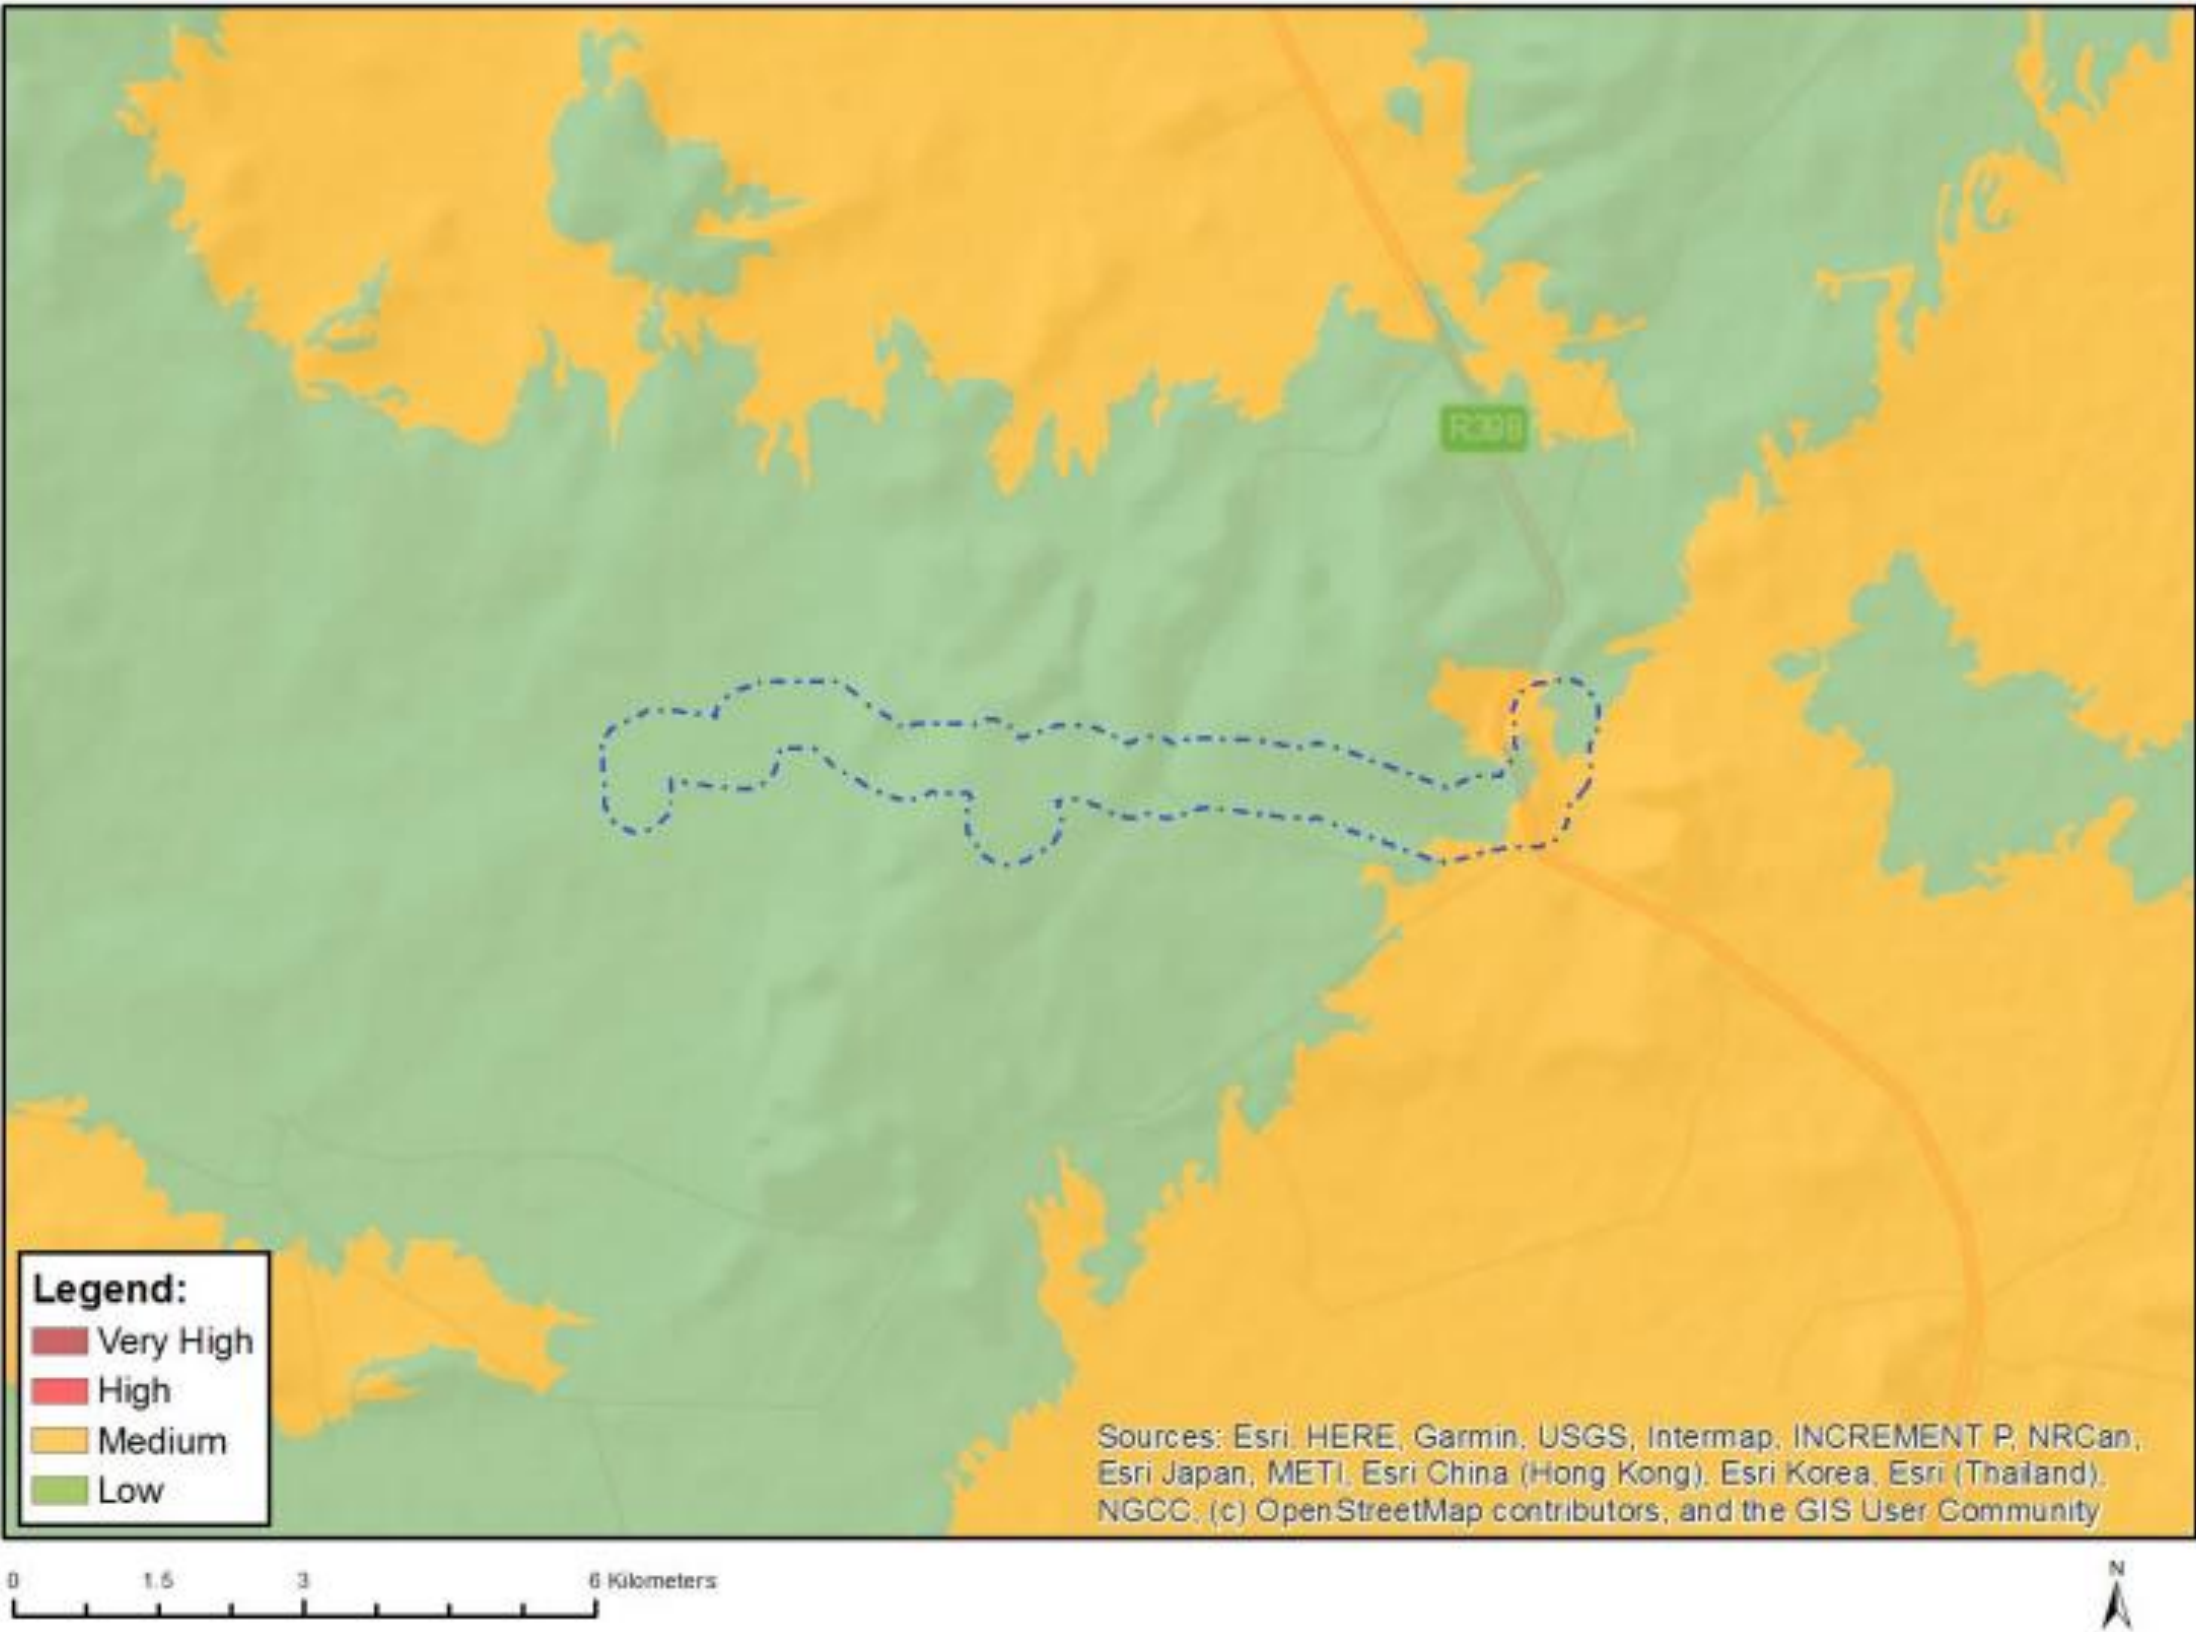 R398
Legend:
Very High
High
Medium
Low
Sources: Esri, HERE, Garmin, USGS, Intermap, INCREMENT P, NRCan,
Esri Japan, METI, Esri China (Hong Kong), Esri Korea, Esri (Thailand),
NGCC, (c) OpenStreetMap contributors, and the GIS User Community
0 1.5 3 6 Kilometers
N